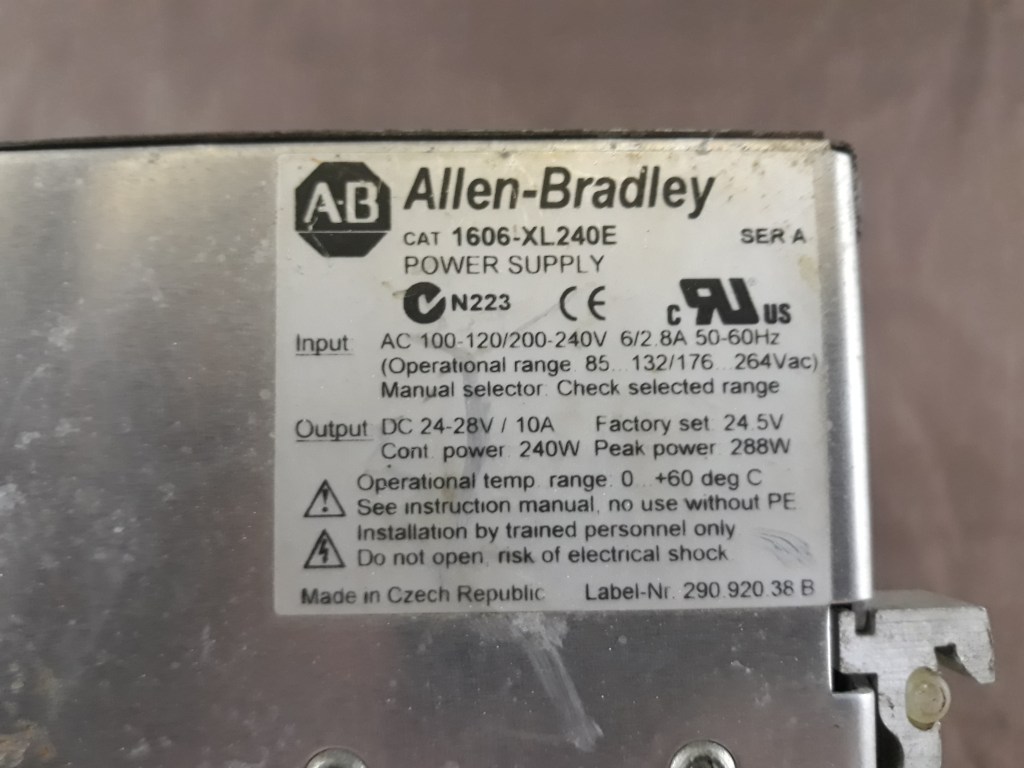 A-B Allen-Bradley
CAT 1606-XL240E SER A
POWER SUPPLY
N223 CE c RU US
Input: AC 100-120/200-240V 6/2.8A 50-60Hz
(Operational range: 85...132/176...264Vac)
Manual selector. Check selected range
Output: DC 24-28V / 10A Factory set: 24.5V
Cont. power: 240W Peak power: 288W
Operational temp. range: 0...+60 deg C
See instruction manual, no use without PE
Installation by trained personnel only
Do not open, risk of electrical shock.
Made in Czech Republic Label-Nr. 290.920.38 B